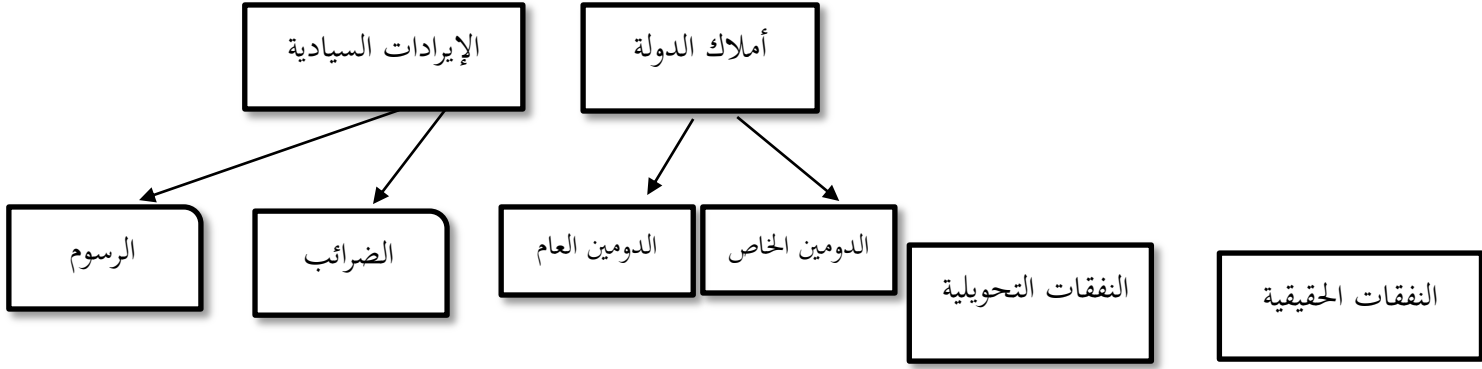 أملاك الدولة
الإيرادات السيادية
الدومين الخاص
الدومين العام
الضرائب
الرسوم
النفقات الحقيقية
النفقات التحويلية